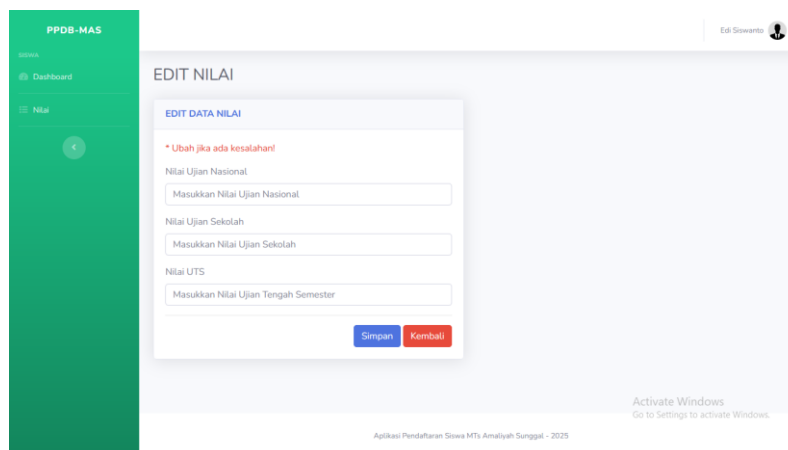 PPDB-MAS
Edi Siswanto
SISWA
Dashboard
Nilai
EDIT NILAI
EDIT DATA NILAI
* Ubah jika ada kesalahan!
Nilai Ujian Nasional
Masukkan Nilai Ujian Nasional
Nilai Ujian Sekolah
Masukkan Nilai Ujian Sekolah
Nilai UTS
Masukkan Nilai Ujian Tengah Semester
Simpan Kembali
Activate Windows
Go to Settings to activate Windows.
Aplikasi Pendaftaran Siswa MTs Amaliyah Sunggal - 2025